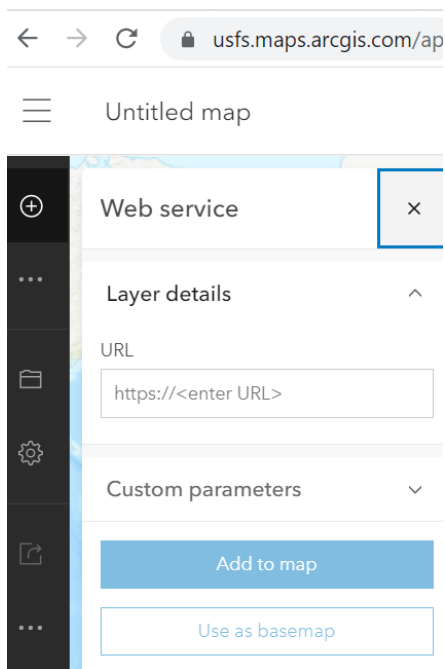 usfs.maps.arcgis.com/ap
Untitled map
Web service
Layer details
URL
https://<enter URL>
Custom parameters
Add to map
Use as basemap